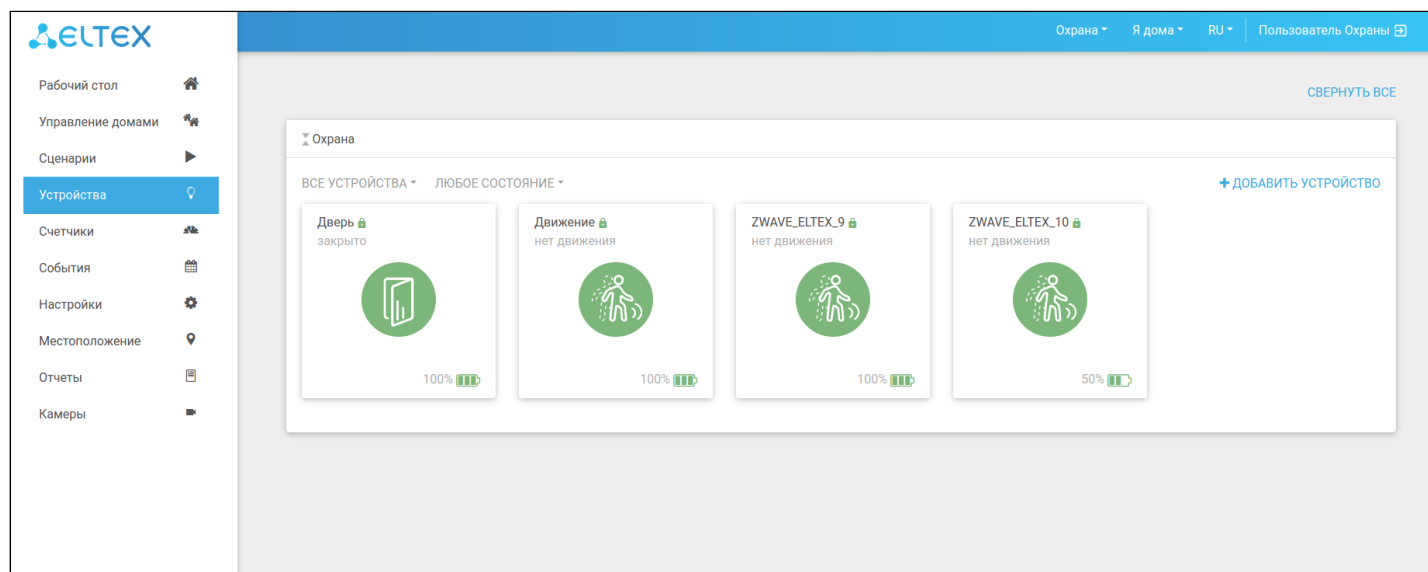 ELTEX
Охрана Я дома RU Пользователь Охраны
Рабочий стол
Управление домами
Сценарии
Устройства
Счетчики
События
Настройки
Местоположение
Отчеты
Камеры
СВЕРНУТЬ ВСЕ
Охрана
ВСЕ УСТРОЙСТВА ЛЮБОЕ СОСТОЯНИЕ + ДОБАВИТЬ УСТРОЙСТВО
Дверь
закрыто
100%
Движение
нет движения
100%
ZWAVE_ELTEX_9
нет движения
100%
ZWAVE_ELTEX_10
нет движения
50%